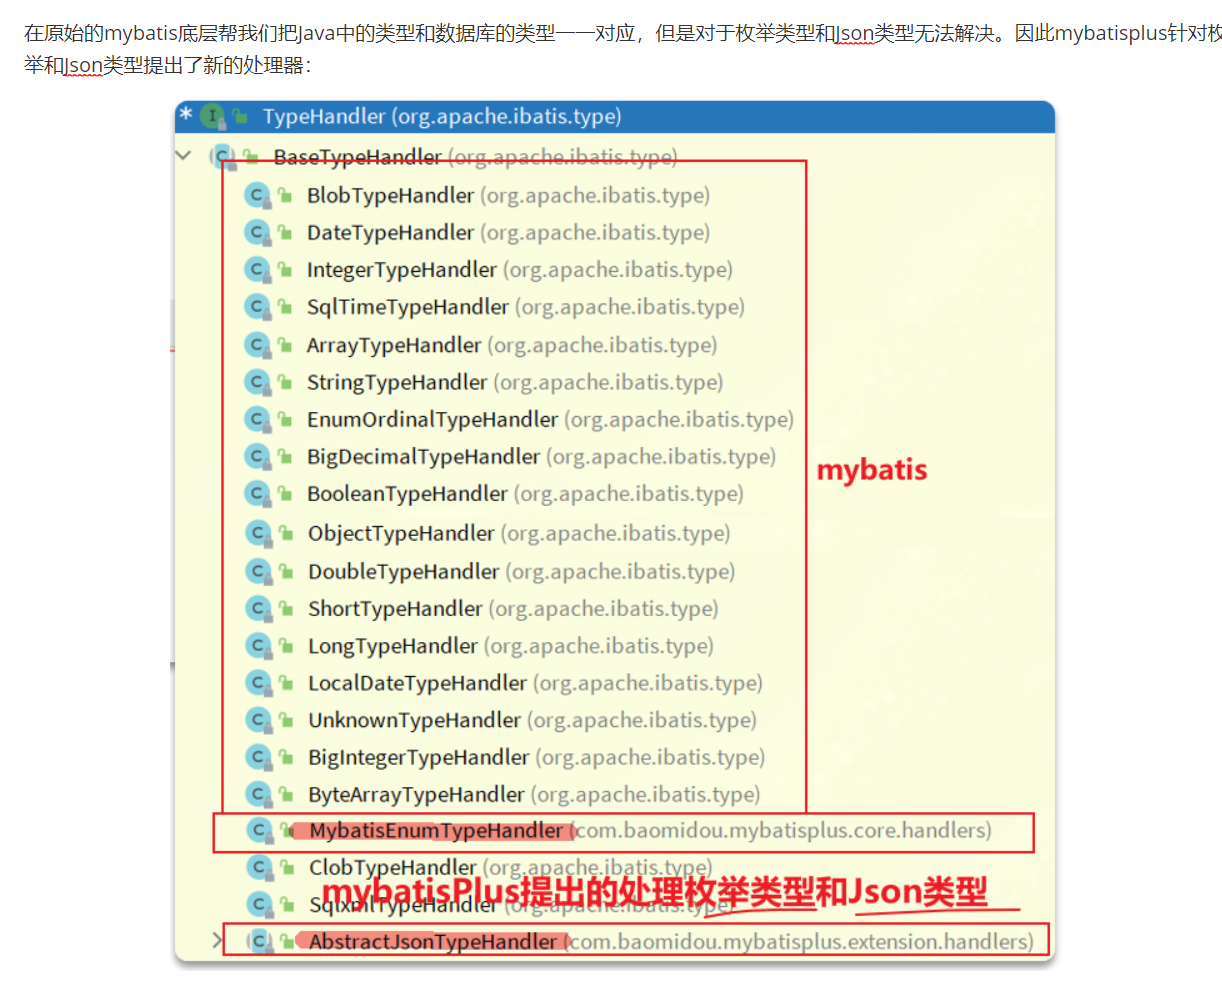 在原始的mybatis底层帮我们把Java中的类型和数据库的类型一一对应，但是对于枚举类型和Json类型无法解决。因此mybatisplus针对枚
举和Json类型提出了新的处理器：
* I TypeHandler (org.apache.ibatis.type)
C BaseTypeHandler (org.apache.ibatis.type)
C BlobTypeHandler (org.apache.ibatis.type)
C DateTypeHandler (org.apache.ibatis.type)
C IntegerTypeHandler (org.apache.ibatis.type)
C SqlTimeTypeHandler (org.apache.ibatis.type)
C ArrayTypeHandler (org.apache.ibatis.type)
C StringTypeHandler (org.apache.ibatis.type)
C EnumOrdinalTypeHandler (org.apache.ibatis.type)
C BigDecimalTypeHandler (org.apache.ibatis.type)
mybatis
C BooleanTypeHandler (org.apache.ibatis.type)
C ObjectTypeHandler (org.apache.ibatis.type)
C DoubleTypeHandler (org.apache.ibatis.type)
C ShortTypeHandler (org.apache.ibatis.type)
C LongTypeHandler (org.apache.ibatis.type)
C LocalDateTypeHandler (org.apache.ibatis.type)
C UnknownTypeHandler (org.apache.ibatis.type)
C BigIntegerTypeHandler (org.apache.ibatis.type)
C ByteArrayTypeHandler (org.apache.ibatis.type)
C MybatisEnumTypeHandler (com.baomidou.mybatisplus.core.handlers)
C ClobTypeHandler (org.apache.ibatis.type)
mybatisPlus提出的处理枚举类型和Json类型
C SqlxmlTypeHandler (org.apache.ibatis.type)
C AbstractJsonTypeHandler (com.baomidou.mybatisplus.extension.handlers)